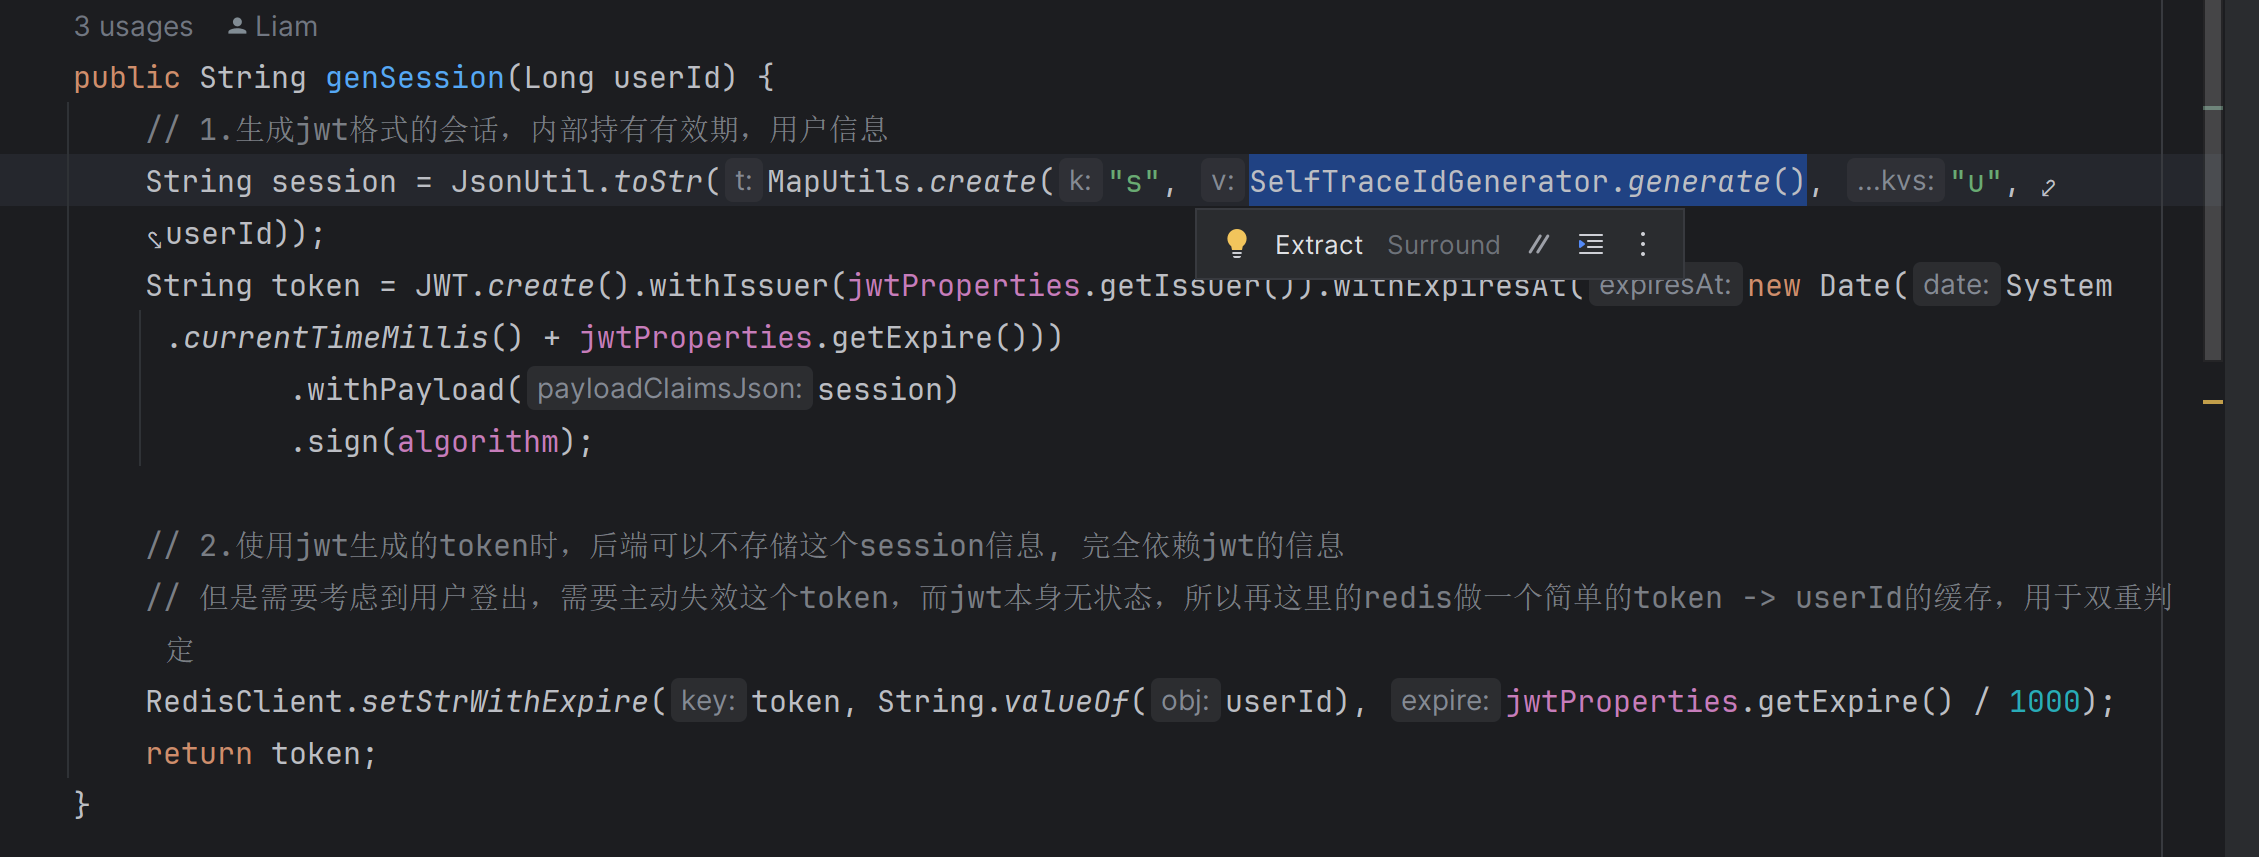 3 usages Liam
public String genSession(Long userId) {
// 1.生成jwt格式的会话，内部持有有效期，用户信息
String session = JsonUtil.toStr( t: MapUtils.create( k: "s", v: SelfTraceIdGenerator.generate(), ...kvs: "u",
userId));
Extract Surround
String token = JWT.create().withIssuer(jwtProperties.getIssuer()).withExpiresAt( expiresAt: new Date( date: System
.currentTimeMillis() + jwtProperties.getExpire()))
.withPayload( payloadClaimsJson: session)
.sign(algorithm);
// 2.使用jwt生成的token时，后端可以不存储这个session信息, 完全依赖jwt的信息
// 但是需要考虑到用户登出，需要主动失效这个token，而jwt本身无状态，所以再这里的redis做一个简单的token -> userId的缓存，用于双重判
定
RedisClient.setStrWithExpire( key: token, String.valueOf( obj: userId), expire: jwtProperties.getExpire() / 1000);
return token;
}